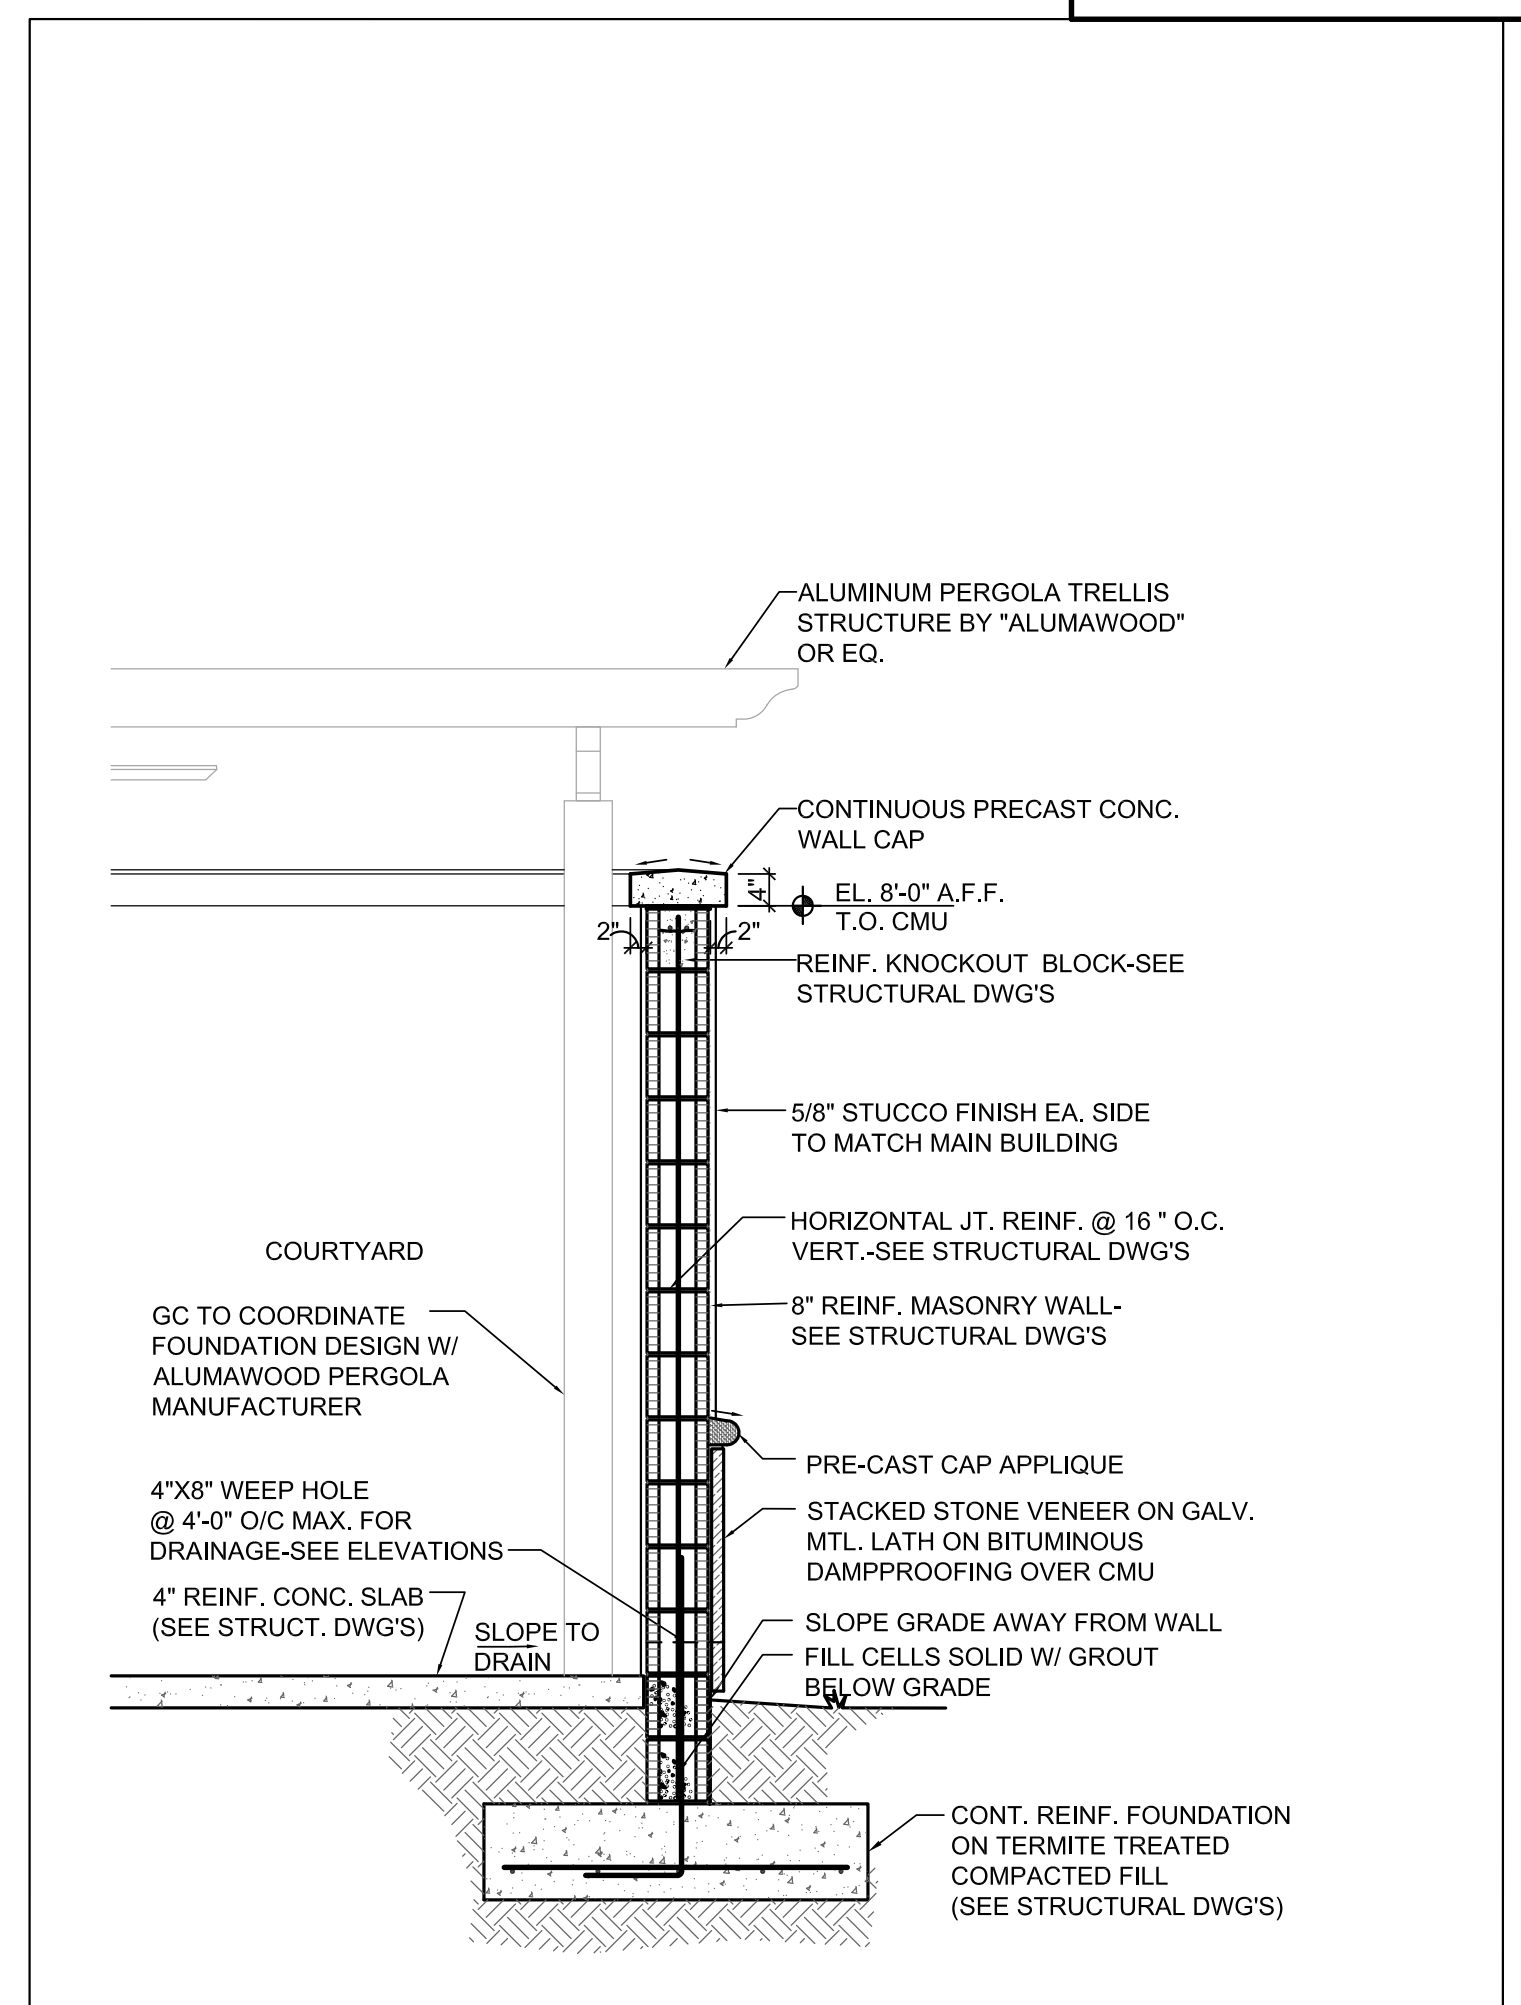 ALUMINUM PERGOLA TRELLIS
STRUCTURE BY "ALUMAWOOD"
OR EQ.
CONTINUOUS PRECAST CONC.
WALL CAP
4"
EL. 8'-0" A.F.F.
T.O. CMU
2"
2"
REINF. KNOCKOUT BLOCK-SEE
STRUCTURAL DWG'S
5/8" STUCCO FINISH EA. SIDE
TO MATCH MAIN BUILDING
HORIZONTAL JT. REINF. @ 16 " O.C.
VERT.-SEE STRUCTURAL DWG'S
COURTYARD
8" REINF. MASONRY WALL-
SEE STRUCTURAL DWG'S
GC TO COORDINATE
FOUNDATION DESIGN W/
ALUMAWOOD PERGOLA
MANUFACTURER
PRE-CAST CAP APPLIQUE
4"X8" WEEP HOLE
@ 4'-0" O/C MAX. FOR
DRAINAGE-SEE ELEVATIONS
STACKED STONE VENEER ON GALV.
MTL. LATH ON BITUMINOUS
DAMPPROOFING OVER CMU
4" REINF. CONC. SLAB
(SEE STRUCT. DWG'S)
SLOPE TO
DRAIN
SLOPE GRADE AWAY FROM WALL
FILL CELLS SOLID W/ GROUT
BELOW GRADE
CONT. REINF. FOUNDATION
ON TERMITE TREATED
COMPACTED FILL
(SEE STRUCTURAL DWG'S)